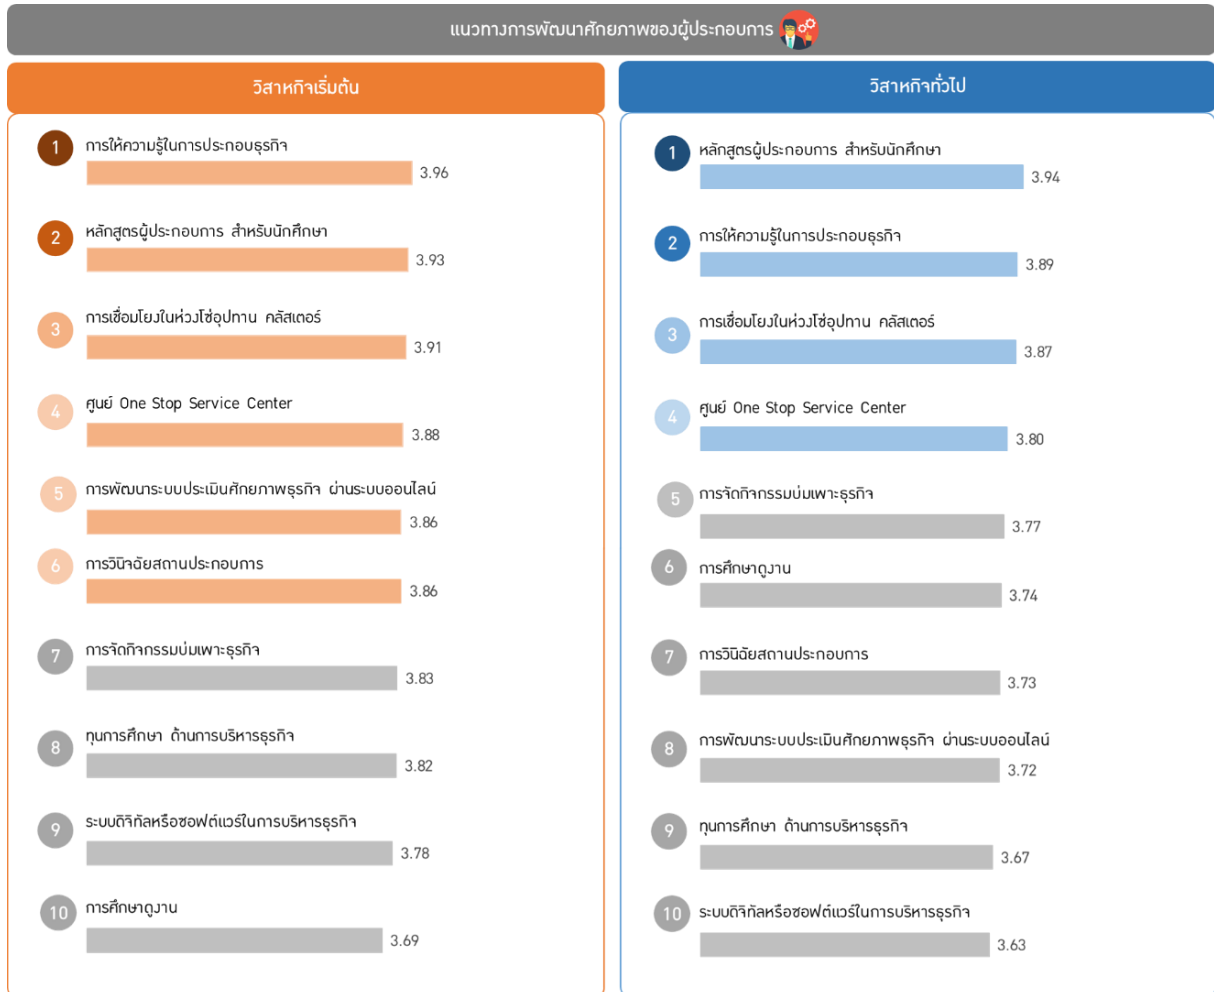 แนวทางการพัฒนาศักยภาพของผู้ประกอบการ
วิสาหกิจเริ่มต้น
1 การให้ความรู้ในการประกอบธุรกิจ
3.96
2 หลักสูตรผู้ประกอบการ สำหรับนักศึกษา
3.93
3 การเชื่อมโยงในห่วงโซ่อุปทาน คลัสเตอร์
3.91
4 ศูนย์ One Stop Service Center
3.88
5 การพัฒนาระบบประเมินศักยภาพธุรกิจ ผ่านระบบออนไลน์
3.86
6 การวินิจฉัยสถานประกอบการ
3.86
7 การจัดกิจกรรมบ่มเพาะธุรกิจ
3.83
8 ทุนการศึกษา ด้านการบริหารธุรกิจ
3.82
9 ระบบดิจิทัลหรือซอฟต์แวร์ในการบริหารธุรกิจ
3.78
10 การศึกษาดูงาน
3.69
วิสาหกิจทั่วไป
1 หลักสูตรผู้ประกอบการ สำหรับนักศึกษา
3.94
2 การให้ความรู้ในการประกอบธุรกิจ
3.89
3 การเชื่อมโยงในห่วงโซ่อุปทาน คลัสเตอร์
3.87
4 ศูนย์ One Stop Service Center
3.80
5 การจัดกิจกรรมบ่มเพาะธุรกิจ
3.77
6 การศึกษาดูงาน
3.74
7 การวินิฉัยสถานประกอบการ
3.73
8 การพัฒนาระบบประเมินศักยภาพธุรกิจ ผ่านระบบออนไลน์
3.72
9 ทุนการศึกษา ด้านการบริหารธุรกิจ
3.67
10 ระบบดิจิทัลหรือซอฟต์แวร์ในการบริหารธุรกิจ
3.63